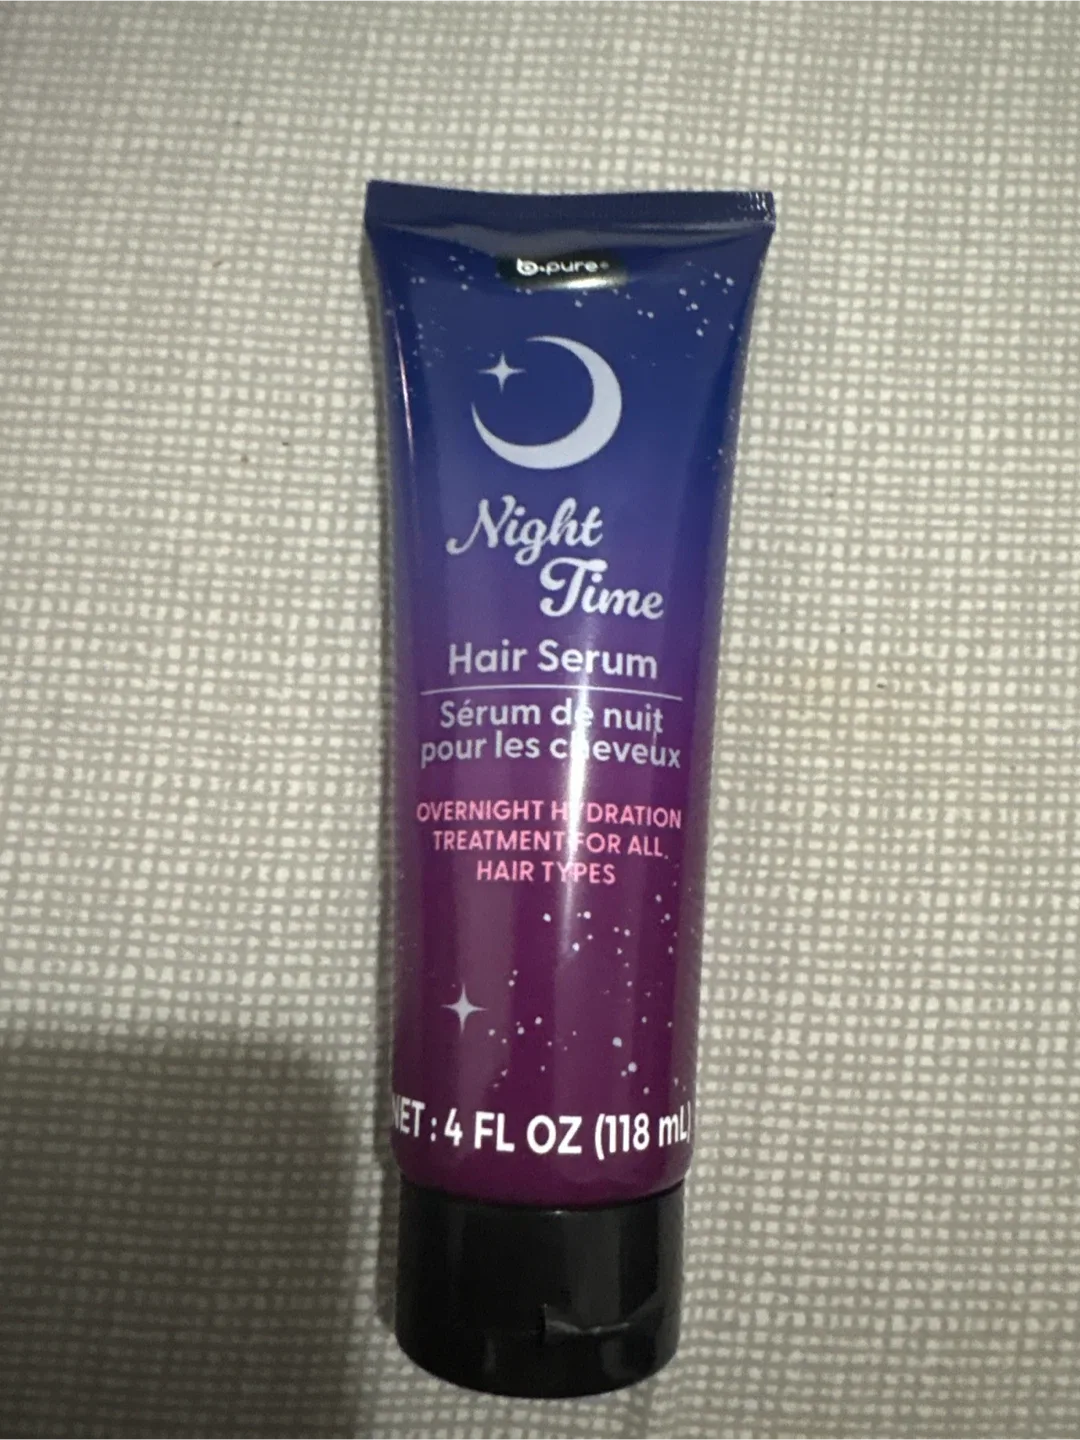 b·pure
Night
Time
Hair Serum
Sérum de nuit
pour les cheveux
OVERNIGHT HYDRATION
TREATMENT FOR ALL
HAIR TYPES
NET : 4 FL OZ (118 mL)